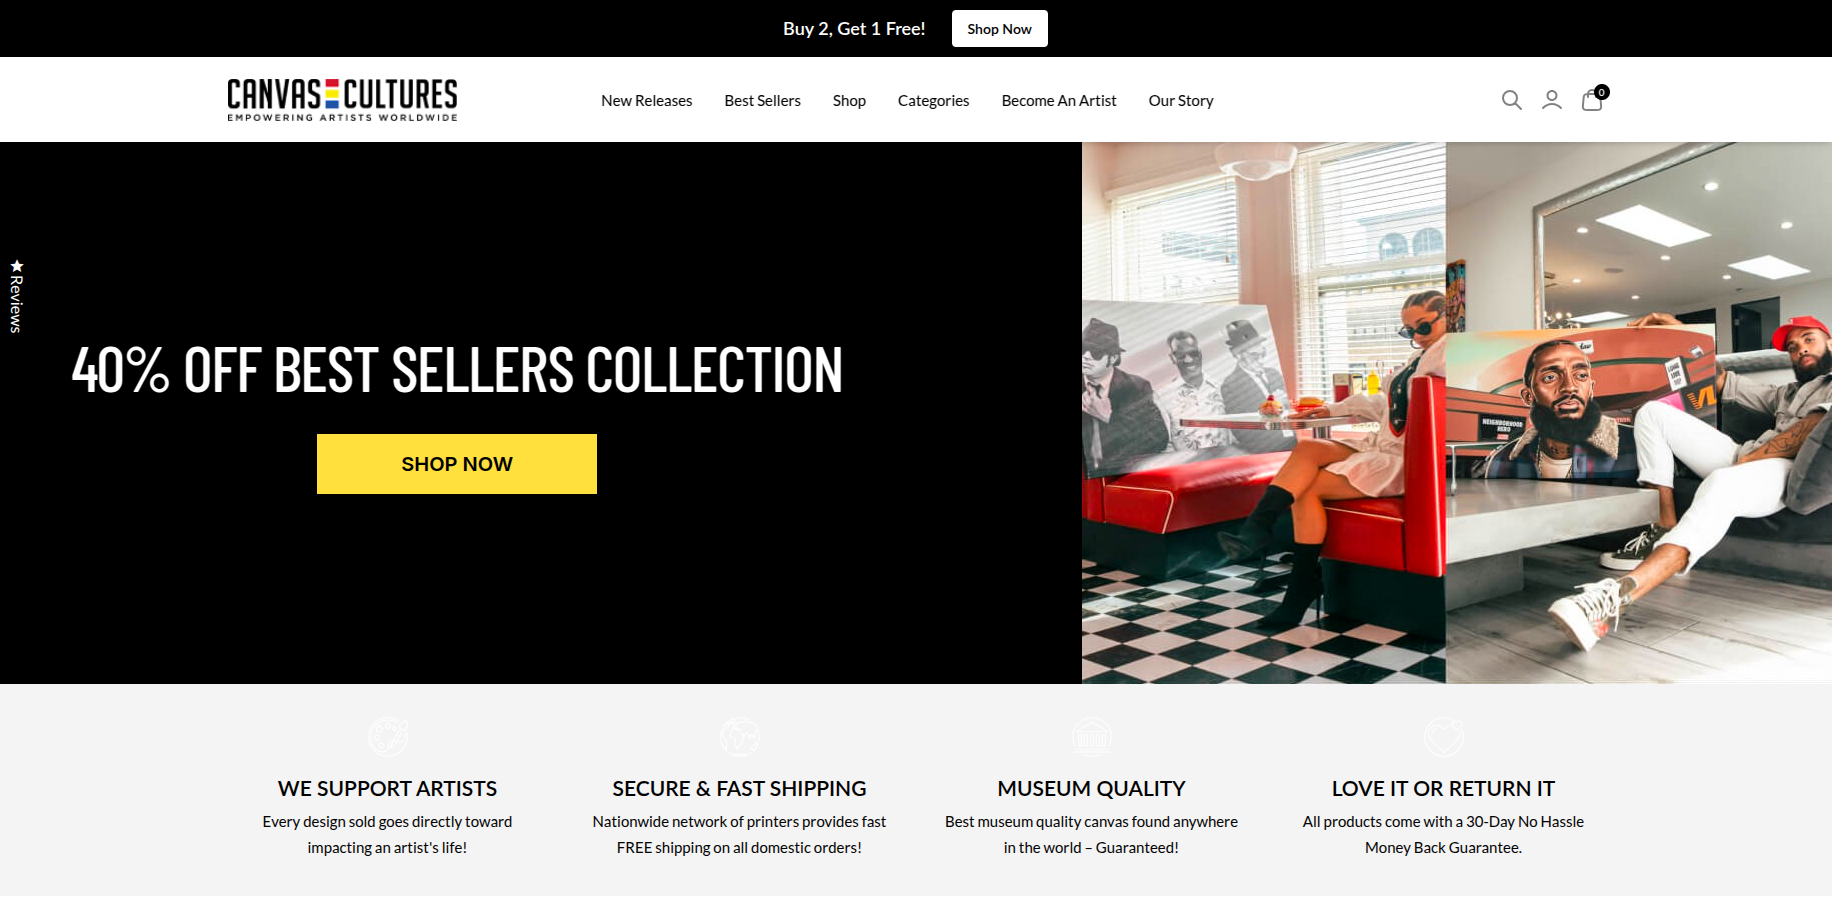 Buy 2, Get 1 Free!
Shop Now
CANVAS CULTURES
EMPOWERING ARTISTS WORLDWIDE
New Releases
Best Sellers
Shop
Categories
Become An Artist
Our Story
0
Reviews
40% OFF BEST SELLERS COLLECTION
SHOP NOW
NEIGHBORHOOD
HERO
WE SUPPORT ARTISTS
Every design sold goes directly toward
impacting an artist's life!
SECURE & FAST SHIPPING
Nationwide network of printers provides fast
FREE shipping on all domestic orders!
MUSEUM QUALITY
Best museum quality canvas found anywhere
in the world – Guaranteed!
LOVE IT OR RETURN IT
All products come with a 30-Day No Hassle
Money Back Guarantee.